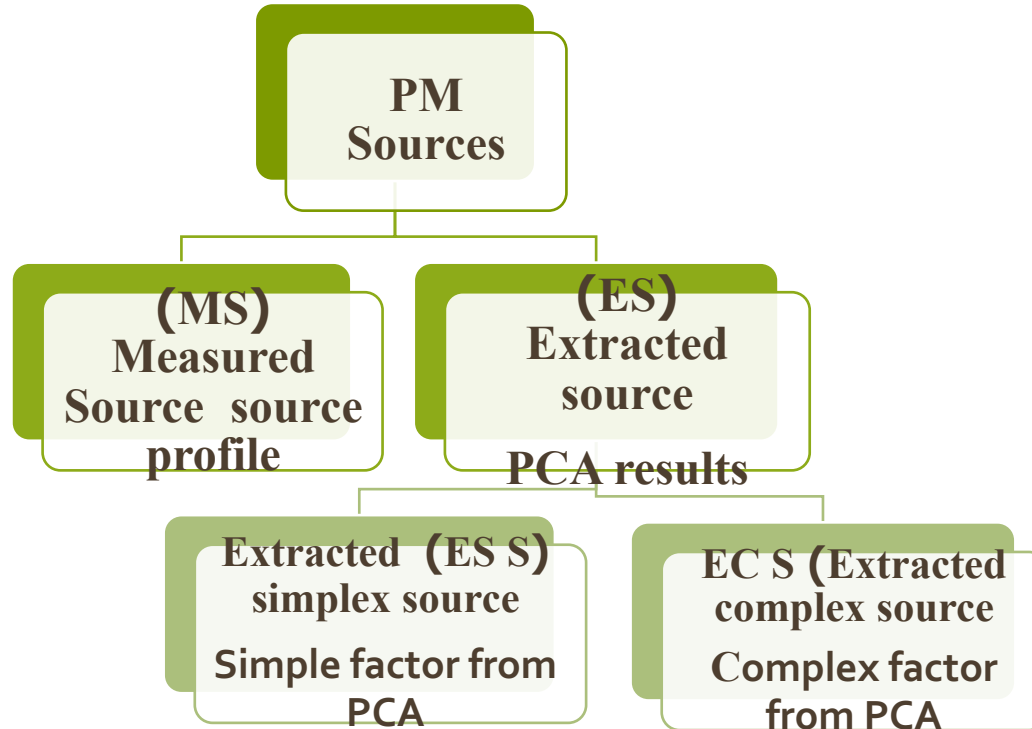 PM
Sources
(MS)
Measured
Source source
profile
(ES)
Extracted
source
PCA results
Extracted (ES S)
simplex source
Simple factor from
PCA
EC S (Extracted
complex source
Complex factor
from PCA